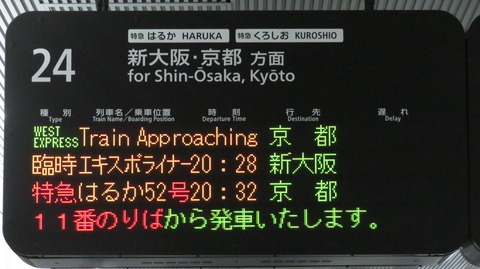 特急 はるか HARUKA 特急 くろしお KUROSHIO
24
新大阪・京都 方面
for Shin-Ōsaka, Kyōto
種別 列車名／乗車位置 時刻 行先 遅れ
Type Train Name/Boarding Position Departure Time Destination Delay
WEST EXPRESS Train Approaching 京都
臨時 エキスポライナー 20:28 新大阪
特急 はるか52号 20:32 京都
１１番のりばから発車いたします。